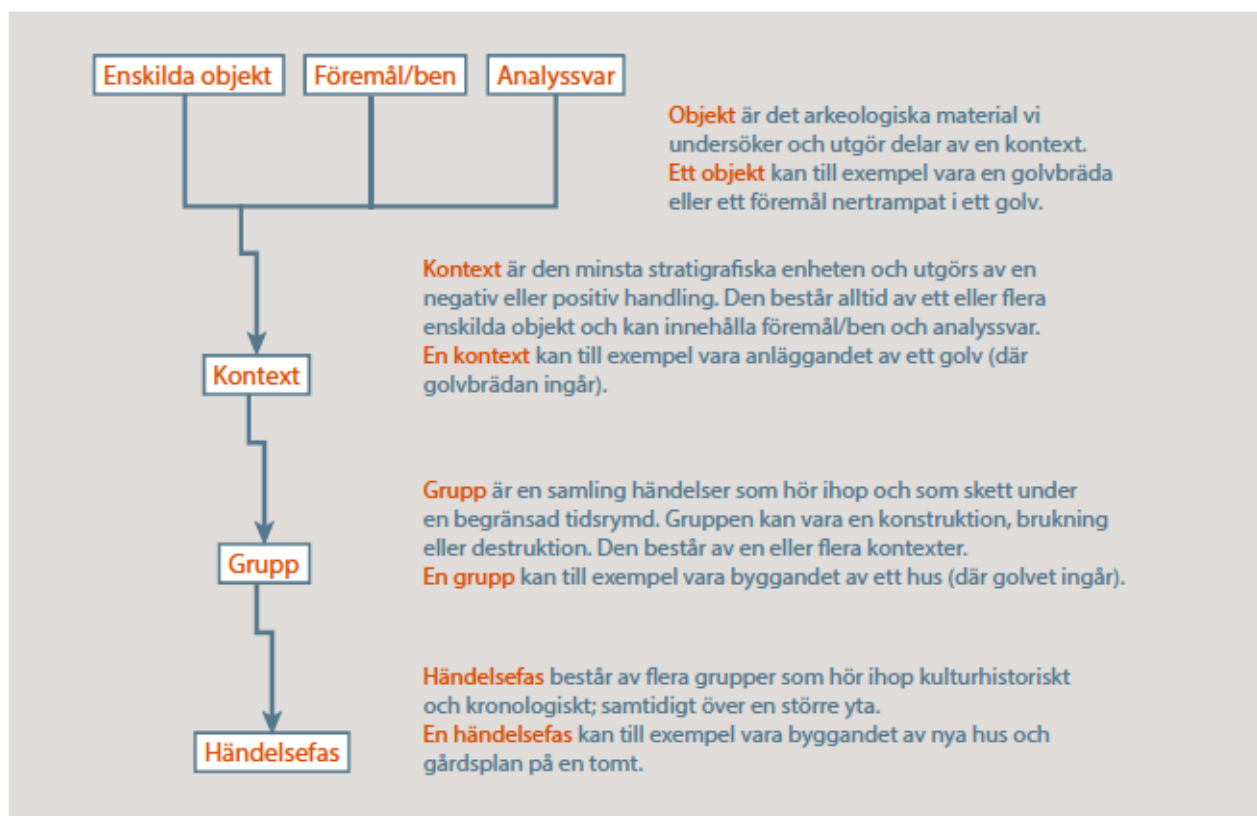 Enskilda objekt
Föremål/ben
Analyssvar
Objekt är det arkeologiska material vi
undersöker och utgör delar av en kontext.
Ett objekt kan till exempel vara en golvbräda
eller ett föremål nertrampat i ett golv.
Kontext är den minsta stratigrafiska enheten och utgörs av en
negativ eller positiv handling. Den består alltid av ett eller flera
enskilda objekt och kan innehålla föremål/ben och analyssvar.
En kontext kan till exempel vara anläggandet av ett golv (där
golvbrädan ingår).
Kontext
Grupp är en samling händelser som hör ihop och som skett under
en begränsad tidsrymd. Gruppen kan vara en konstruktion, brukning
eller destruktion. Den består av en eller flera kontexter.
En grupp kan till exempel vara byggandet av ett hus (där golvet ingår).
Grupp
Händelsefas består av flera grupper som hör ihop kulturhistoriskt
och kronologiskt; samtidigt över en större yta.
En händelsefas kan till exempel vara byggandet av nya hus och
gårdsplan på en tomt.
Händelsefas